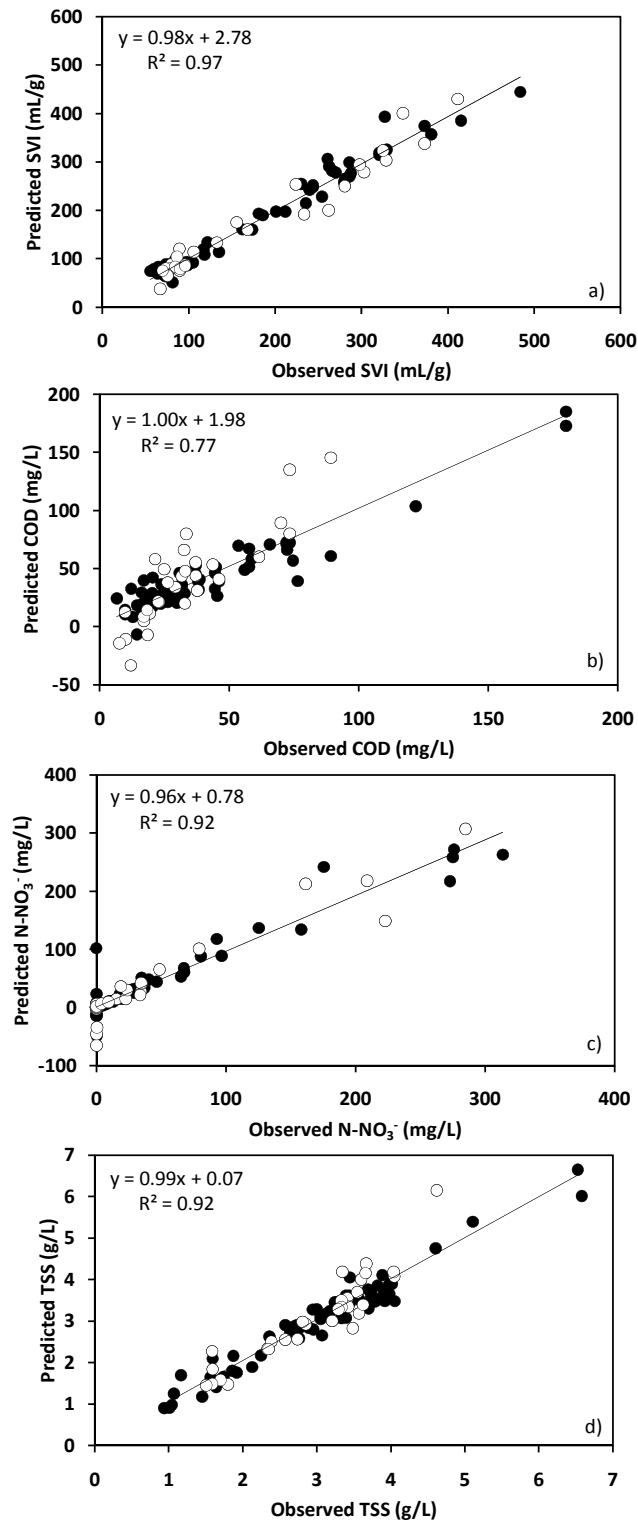 y = 0.98x + 2.78
R² = 0.97
600
500
400
300
200
100
0
Predicted SVI (mL/g)
0 100 200 300 400 500 600
Observed SVI (mL/g)
a)
y = 1.00x + 1.98
R² = 0.77
200
150
100
50
0
-50
Predicted COD (mg/L)
0 50 100 150 200
Observed COD (mg/L)
b)
y = 0.96x + 0.78
R² = 0.92
400
300
200
100
0
-100
Predicted N-NO₃⁻ (mg/L)
0 100 200 300 400
Observed N-NO₃⁻ (mg/L)
c)
y = 0.99x + 0.07
R² = 0.92
7
6
5
4
3
2
1
0
Predicted TSS (g/L)
0 1 2 3 4 5 6 7
Observed TSS (g/L)
d)